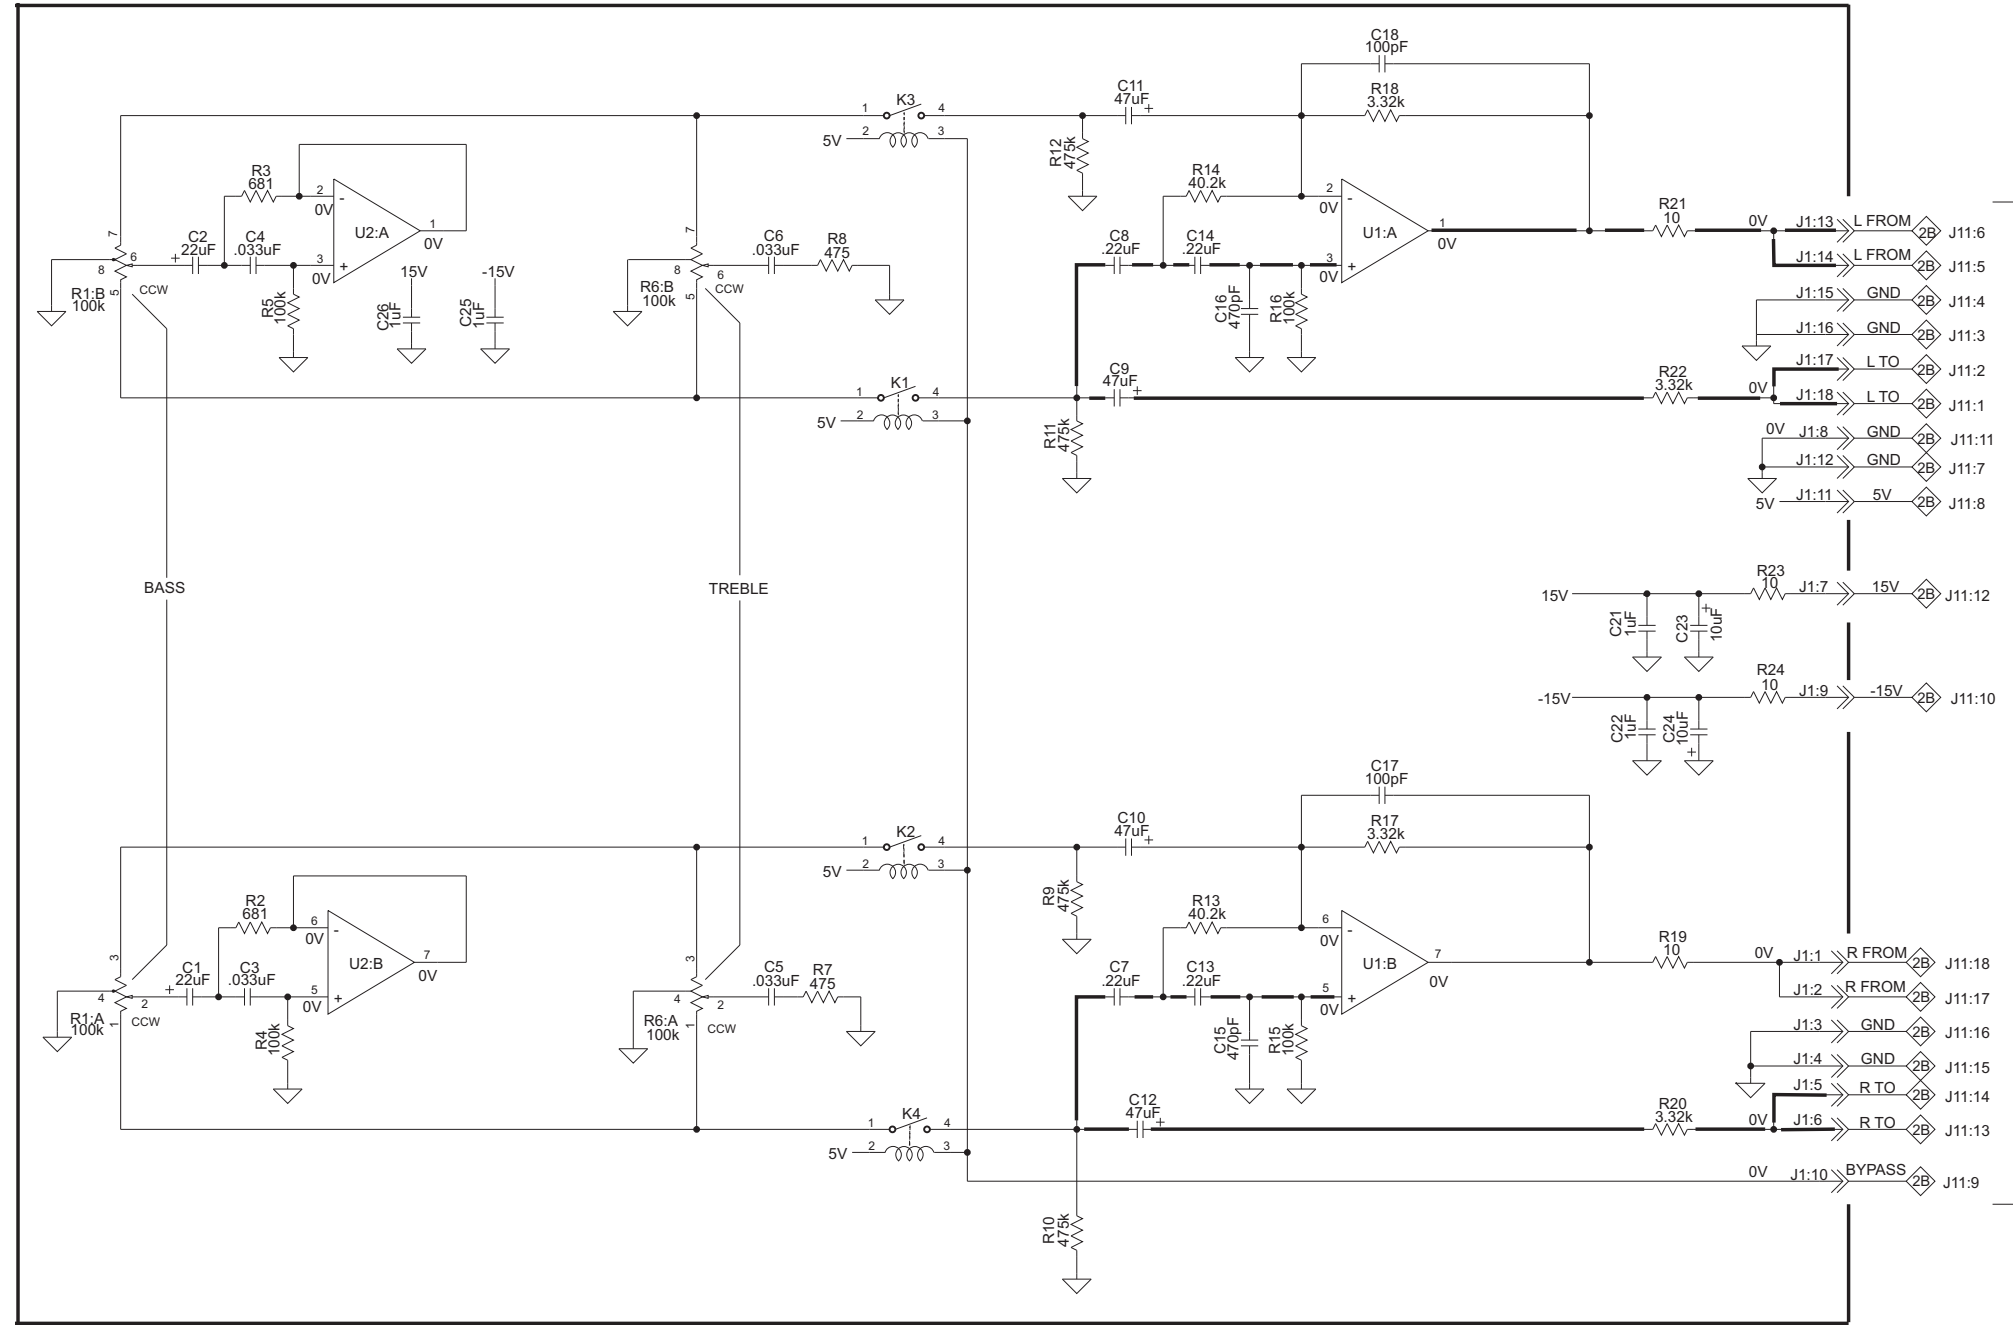 C18
100pF
R18
3.32k
C11
47uF +
K3
1 4
5V 2 3
R12
475k
R14
40.2k
R3
681
2 -
0V
U2:A
1
0V
3 +
0V
7
6
8
5
R1:B
100k
CCW
C2
.22uF
+
C4
.033uF
R5
100k
15V
C26
1uF
-15V
C25
1uF
7
8
6
5
R6:B
100k
CCW
C6
.033uF
R8
475
C8
.22uF
C14
.22uF
2 -
0V
U1:A
1
0V
3 +
0V
C16
470pF
R16
100k
R21
10
0V
J1:13 L FROM 2B J11:6
J1:14 L FROM 2B J11:5
J1:15 GND 2B J11:4
J1:16 GND 2B J11:3
J1:17 L TO 2B J11:2
R22
3.32k
0V
J1:18 L TO 2B J11:1
0V J1:8 GND 2B J11:11
J1:12 GND 2B J11:7
5V J1:11 5V 2B J11:8
K1
1 4
5V 2 3
C9
47uF +
R11
475k
BASS
TREBLE
15V
C21
1uF
C23
10uF
+
R23
10
J1:7 15V 2B J11:12
-15V
C22
1uF
C24
10uF
+
R24
10
J1:9 -15V 2B J11:10
C17
100pF
R17
3.32k
C10
47uF +
K2
1 4
5V 2 3
R9
475k
R13
40.2k
R2
681
6 -
0V
U2:B
7
0V
5 +
0V
3
4
2
1
R1:A
100k
CCW
C1
.22uF
+
C3
.033uF
R4
100k
3
4
2
1
R6:A
100k
CCW
C5
.033uF
R7
475
C7
.22uF
C13
.22uF
6 -
0V
U1:B
7
0V
5 +
0V
C15
470pF
R15
100k
R19
10
0V
J1:1 R FROM 2B J11:18
J1:2 R FROM 2B J11:17
J1:3 GND 2B J11:16
J1:4 GND 2B J11:15
J1:5 R TO 2B J11:14
R20
3.32k
0V
J1:6 R TO 2B J11:13
K4
1 4
5V 2 3
C12
47uF +
0V J1:10 BYPASS 2B J11:9
R10
475k